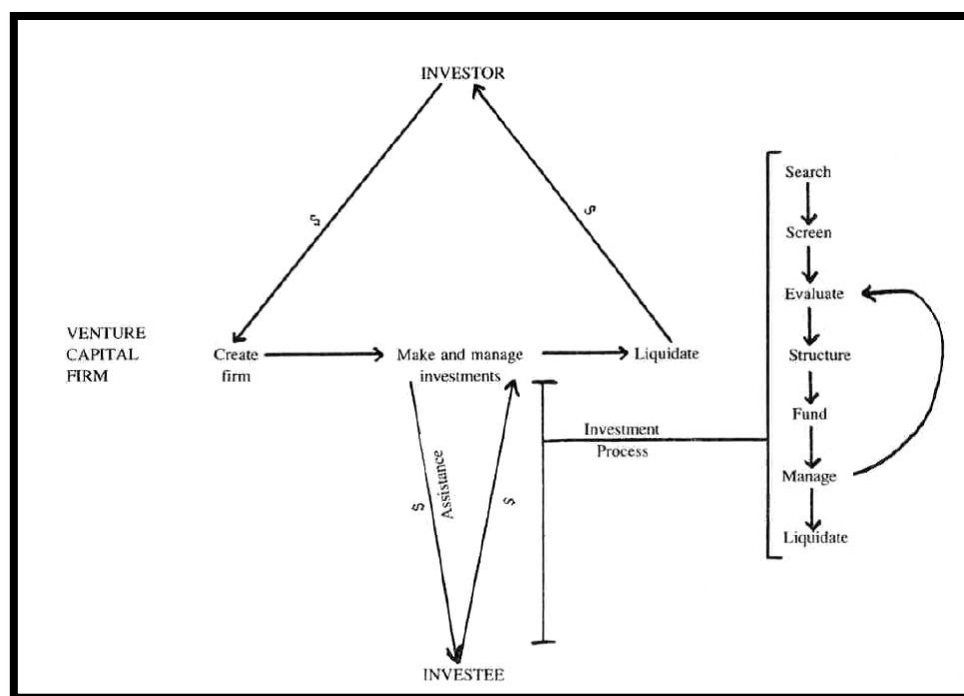 INVESTOR
$
$
VENTURE
CAPITAL
FIRM
Create
firm
Make and manage
investments
Liquidate
$
Assistance
$
INVESTEE
Investment
Process
Search
Screen
Evaluate
Structure
Fund
Manage
Liquidate